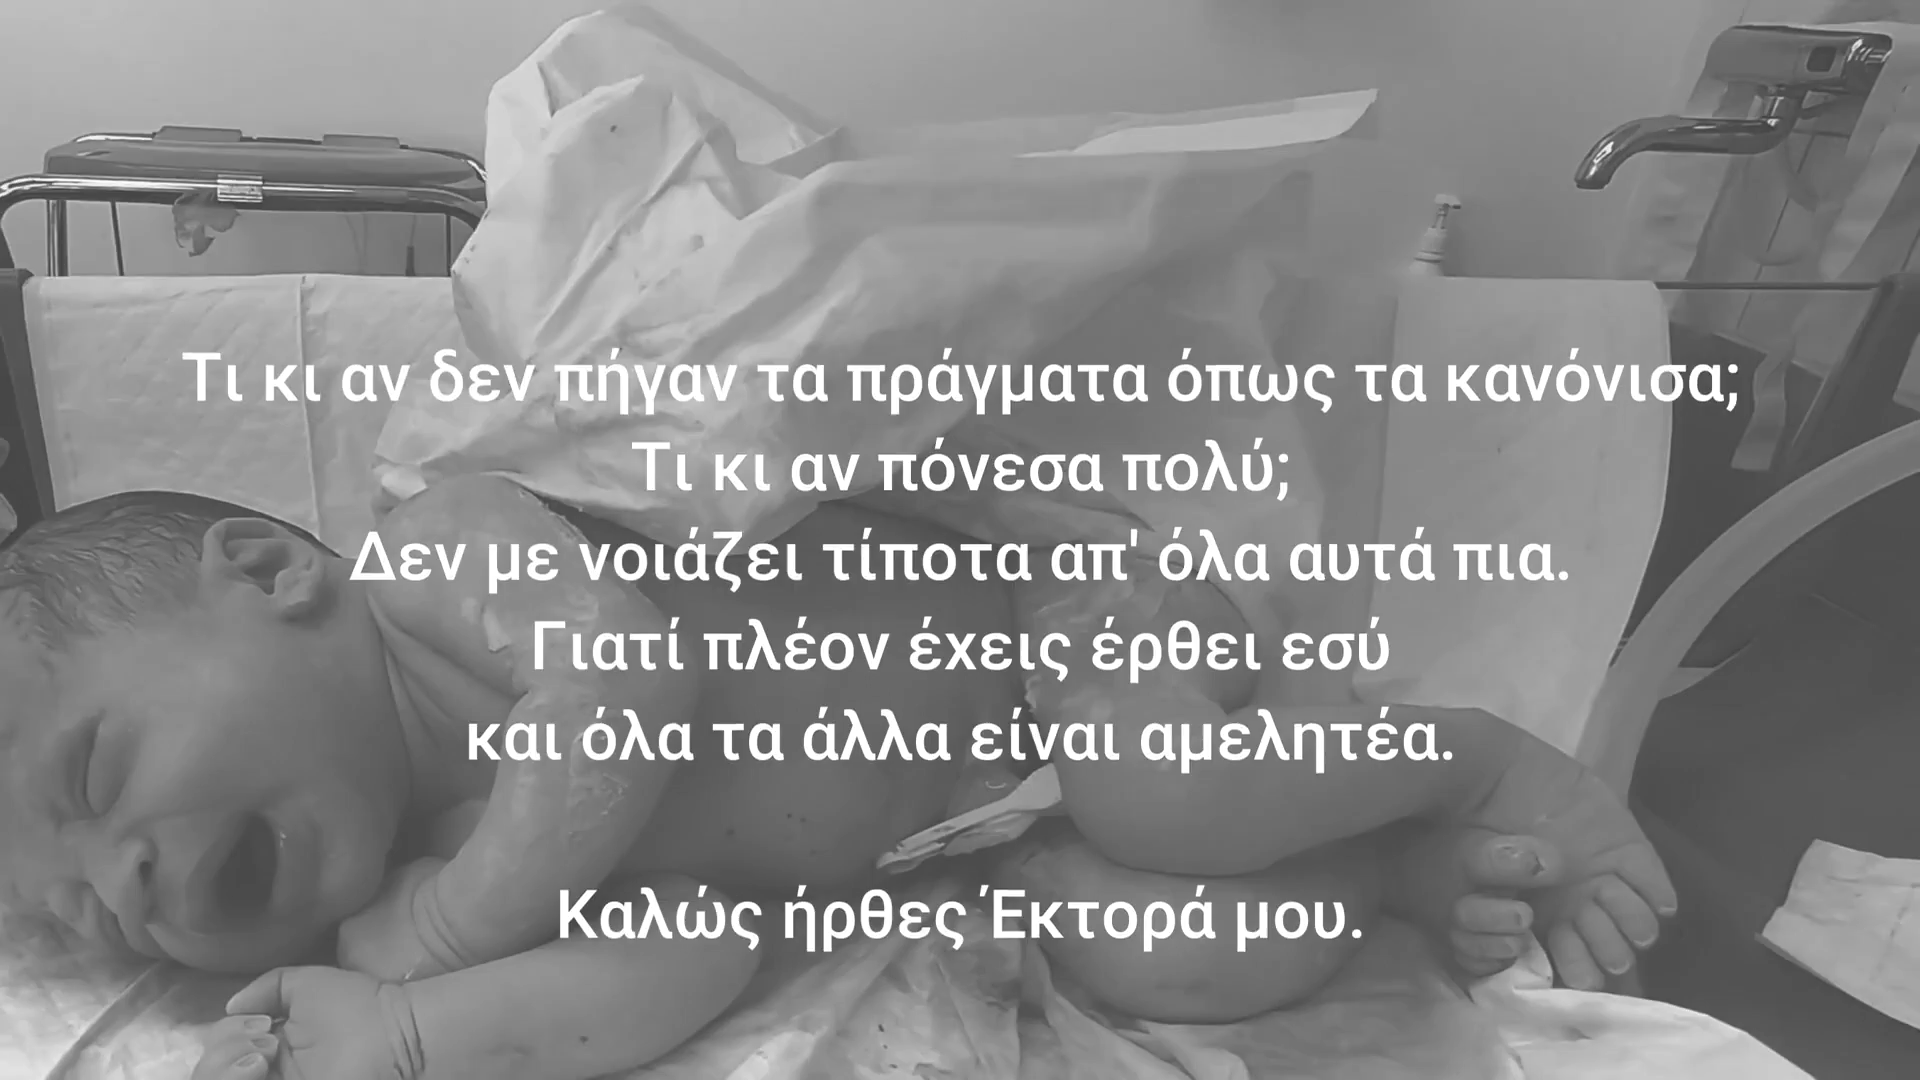 Τι κι αν δεν πήγαν τα πράγματα όπως τα κανόνισα;
Τι κι αν πόνεσα πολύ;
Δεν με νοιάζει τίποτα απ' όλα αυτά πια.
Γιατί πλέον έχεις έρθει εσύ
και όλα τα άλλα είναι αμελητέα.
Καλώς ήρθες Έκτορά μου.